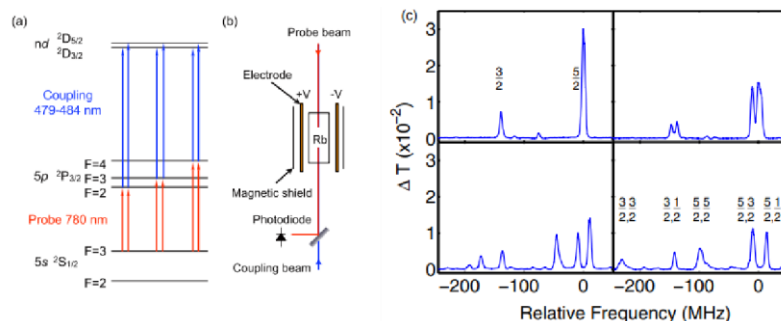 (a)
nd ²D5/2
²D3/2
Coupling
479-484 nm
F=4
5p ²P3/2 F=3
F=2
Probe 780 nm
F=3
5s ²S1/2
F=2
(b)
Probe beam
Electrode
+V
-V
Rb
Magnetic shield
Photodiode
Coupling beam
(c)
Δ T (x10⁻²)
3
2
1
0
3
2
1
0
3/2
5/2
3/2,3/2
3/2,1/2
5/2,5/2
5/2,3/2
5/2,1/2
-200
-100
0
-200
-100
0
Relative Frequency (MHz)